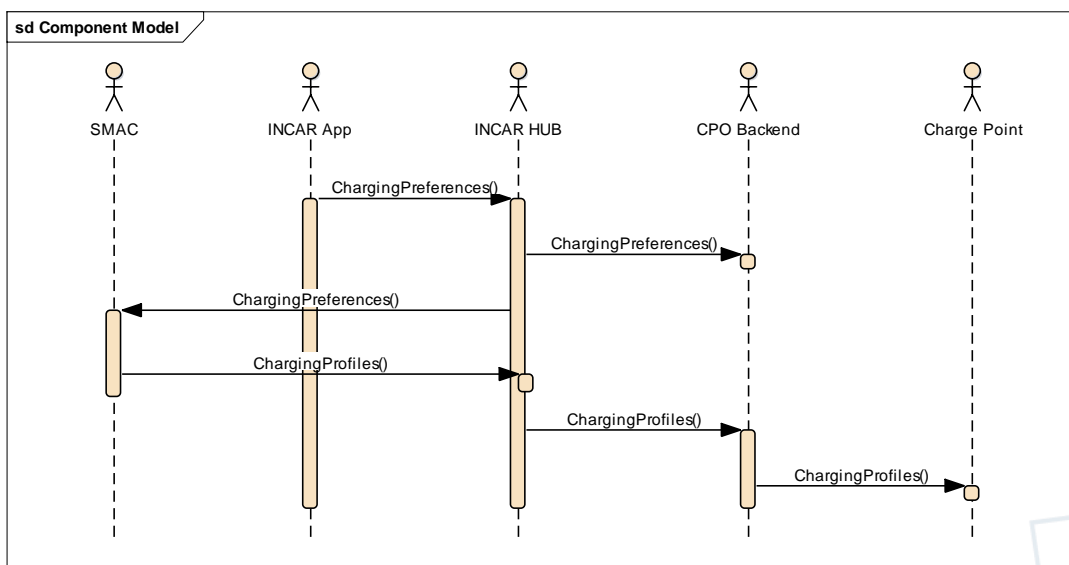 sd Component Model
SMAC
INCAR App
INCAR HUB
CPO Backend
Charge Point
ChargingPreferences()
ChargingPreferences()
ChargingPreferences()
ChargingProfiles()
ChargingProfiles()
ChargingProfiles()